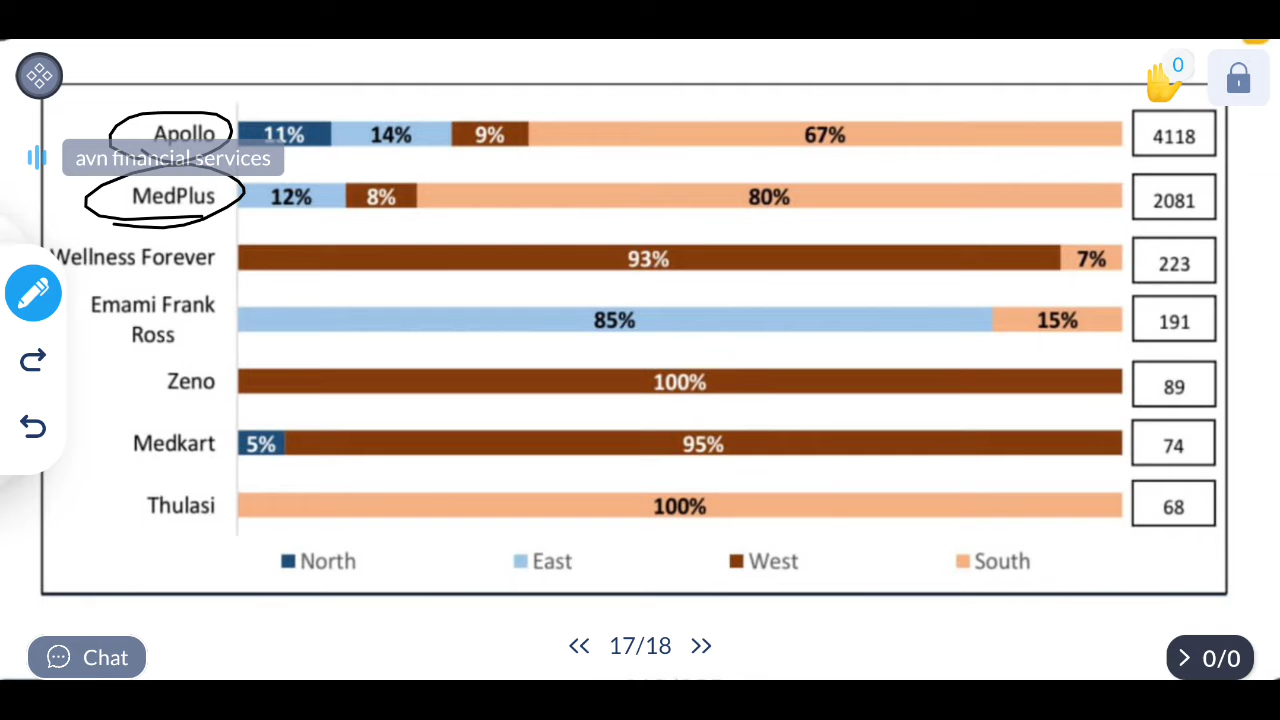 0
Apollo 11% 14% 9% 67% 4118
avn financial services
MedPlus 12% 8% 80% 2081
Wellness Forever 93% 7% 223
Emami Frank
Ross 85% 15% 191
Zeno 100% 89
Medkart 5% 95% 74
Thulasi 100% 68
North East West South
<< 17/18 >>
Chat
> 0/0